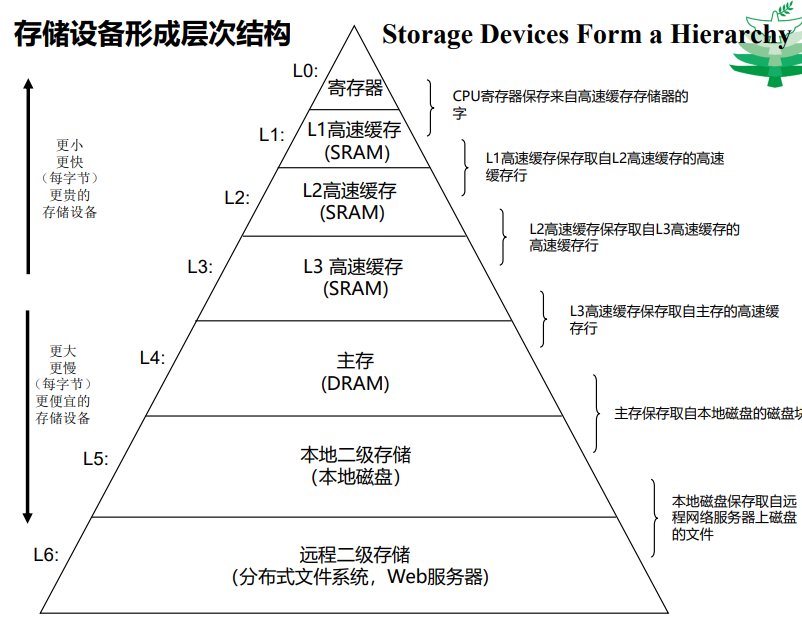 存储设备形成层次结构
Storage Devices Form a Hierarchy
更小
更快
（每字节）
更贵的
存储设备
更大
更慢
（每字节）
更便宜的
存储设备
L0:
寄存器
CPU寄存器保存来自高速缓存存储器的
字
L1:
L1高速缓存
(SRAM)
L1高速缓存保存取自L2高速缓存的高速
缓存行
L2:
L2高速缓存
(SRAM)
L2高速缓存保存取自L3高速缓存的
高速缓存行
L3:
L3 高速缓存
(SRAM)
L3高速缓存保存取自主存的高速缓
存行
L4:
主存
(DRAM)
主存保存取自本地磁盘的磁盘
L5:
本地二级存储
（本地磁盘）
本地磁盘保存取自远
程网络服务器上磁盘
的文件
L6:
远程二级存储
（分布式文件系统，Web服务器)